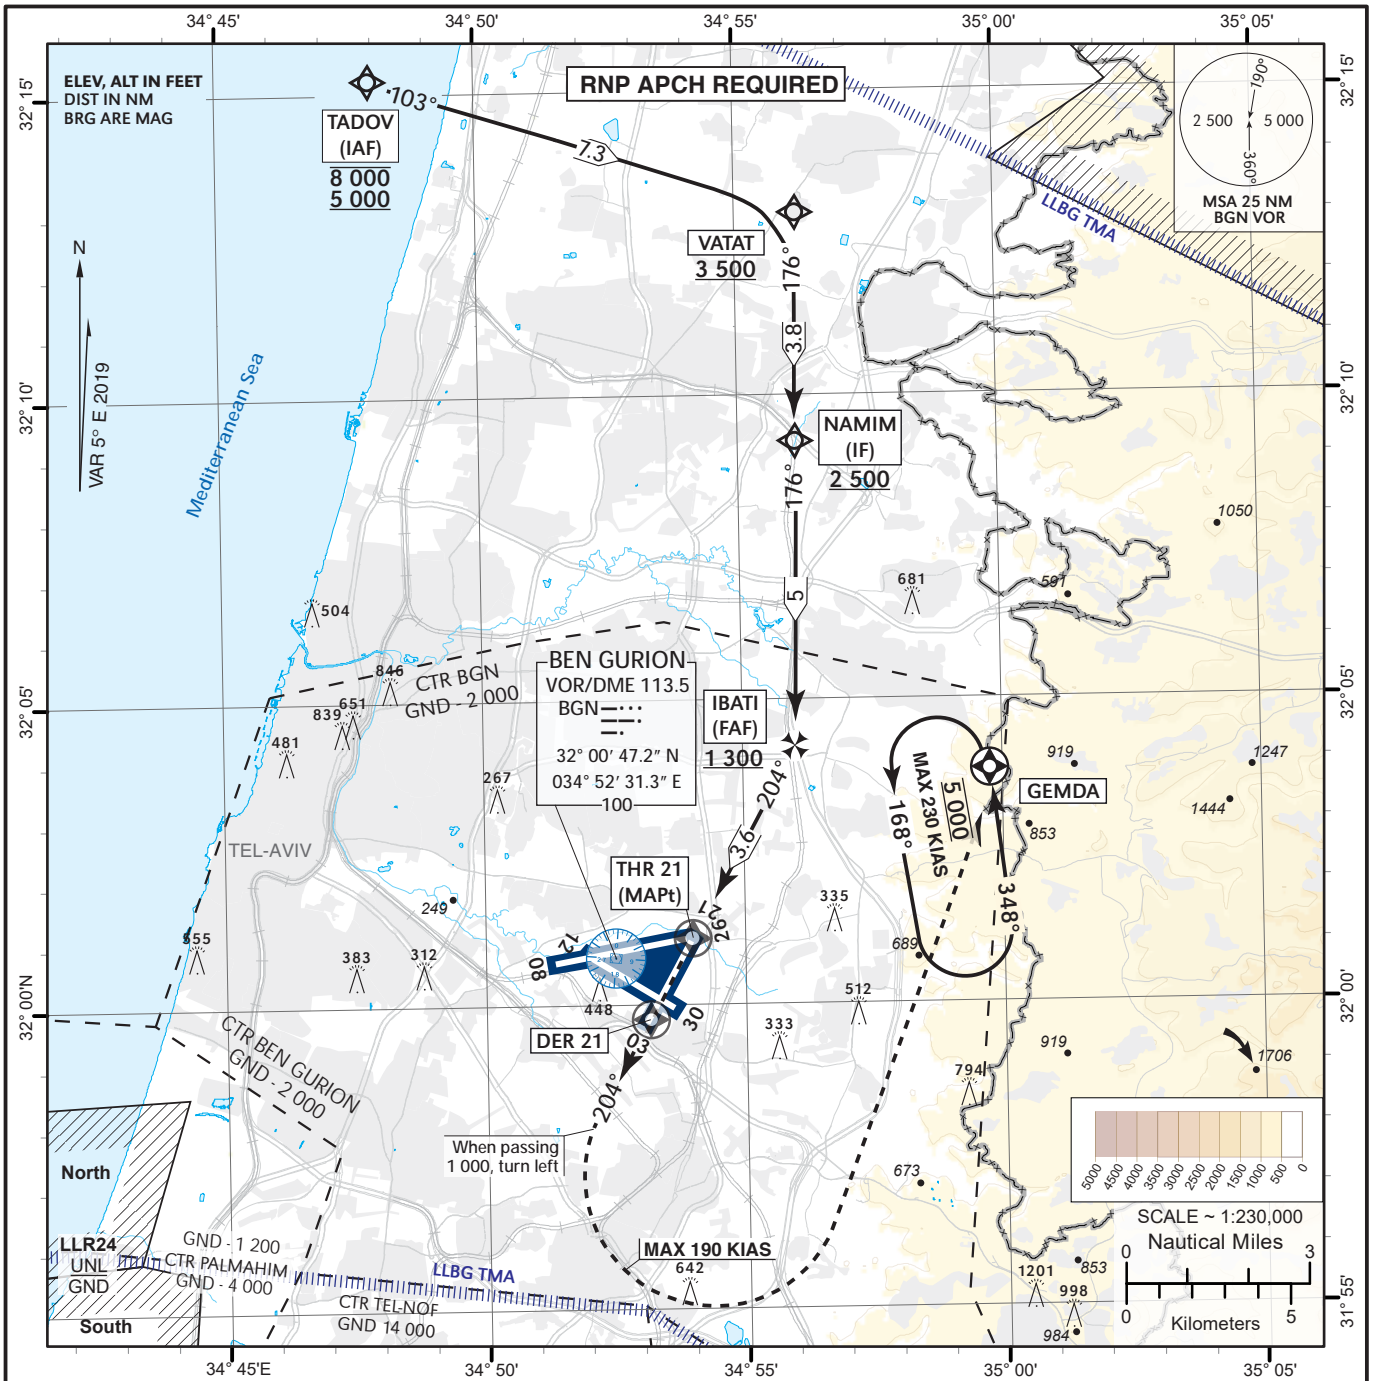 34° 45'
34° 50'
34° 55'
35° 00'
35° 05'
32° 15'
32° 15'
ELEV, ALT IN FEET
DIST IN NM
BRG ARE MAG
RNP APCH REQUIRED
103°
TADOV
(IAF)
8 000
5 000
7.3
190°
2 500
5 000
360°
MSA 25 NM
BGN VOR
LLBG TMA
VATAT
3 500
176°
N
VAR 5° E 2019
3.8
Mediterranean Sea
32° 10'
32° 10'
NAMIM
(IF)
2 500
176°
1050
5
681
591
504
846
CTR BGN
GND - 2 000
BEN GURION
VOR/DME 113.5
BGN
32° 00' 47.2" N
034° 52' 31.3" E
100
IBATI
(FAF)
1 300
32° 05'
32° 05'
651
839
481
267
204°
3.6
MAX 230 KIAS
5 000
168°
348°
GEMDA
919
1247
1444
853
TEL-AVIV
THR 21
(MAPt)
249
335
689
555
383
312
12
08
21
26
448
30
03
DER 21
512
333
32° 00'N
32° 00'
CTR BEN GURION
GND - 2 000
204°
794
919
1706
When passing
1 000, turn left
673
North
5000
4500
4000
3500
3000
2500
2000
1500
1000
500
0
SCALE ~ 1:230,000
Nautical Miles
0
3
0
5
Kilometers
LLR24
UNL
GND
South
GND - 1 200
CTR PALMAHIM
GND - 4 000
LLBG TMA
CTR TEL-NOF
GND 14 000
MAX 190 KIAS
642
1201
853
998
984
31° 55'
34° 45'E
34° 50'
34° 55'
35° 00'
35° 05'